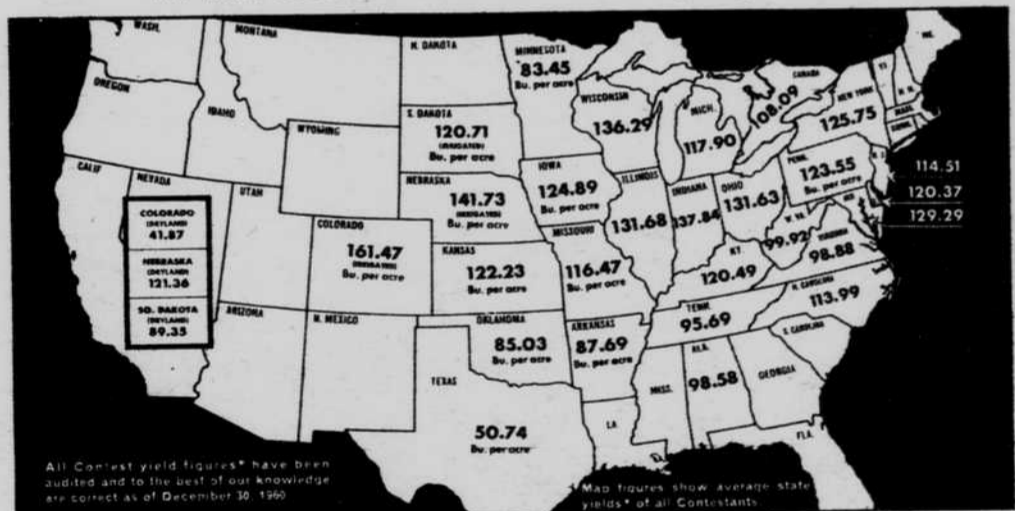 WASH.
MONTANA
N. DAKOTA
MINNESOTA
83.45
Bu. per acre
ME.
OREGON
IDAHO
S. DAKOTA
120.71
(IRRIGATED)
Bu. per acre
WISCONSIN
136.29
MICH.
117.90
CANADA
108.09
VT.
N. H.
NEW YORK
125.75
MASS.
CONN.
WYOMING
NEBRASKA
141.73
(IRRIGATED)
Bu. per acre
IOWA
124.89
Bu. per acre
ILLINOIS
131.68
INDIANA
137.84
OHIO
131.63
PENN.
123.55
Bu. per acre
N. J.
114.51
120.37
129.29
MD.
CALIF
NEVADA
UTAH
COLORADO
161.47
(IRRIGATED)
Bu. per acre
KANSAS
122.23
Bu. per acre
MISSOURI
116.47
Bu. per acre
W. VA.
99.92
VIRGINIA
98.88
KY.
120.49
COLORADO
(DRYLAND)
41.87
NEBRASKA
(DRYLAND)
121.36
SO. DAKOTA
(DRYLAND)
89.35
ARIZONA
N. MEXICO
OKLAHOMA
85.03
Bu. per acre
ARKANSAS
87.69
Bu. per acre
TENN.
95.69
N. CAROLINA
113.99
S. CAROLINA
TEXAS
50.74
Bu. per acre
LA
MISS.
ALA.
98.58
GEORGIA
FLA.
All Contest yield figures* have been
audited and to the best of our knowledge
are correct as of December 30, 1960
Map figures show average state
yields* of all Contestants.